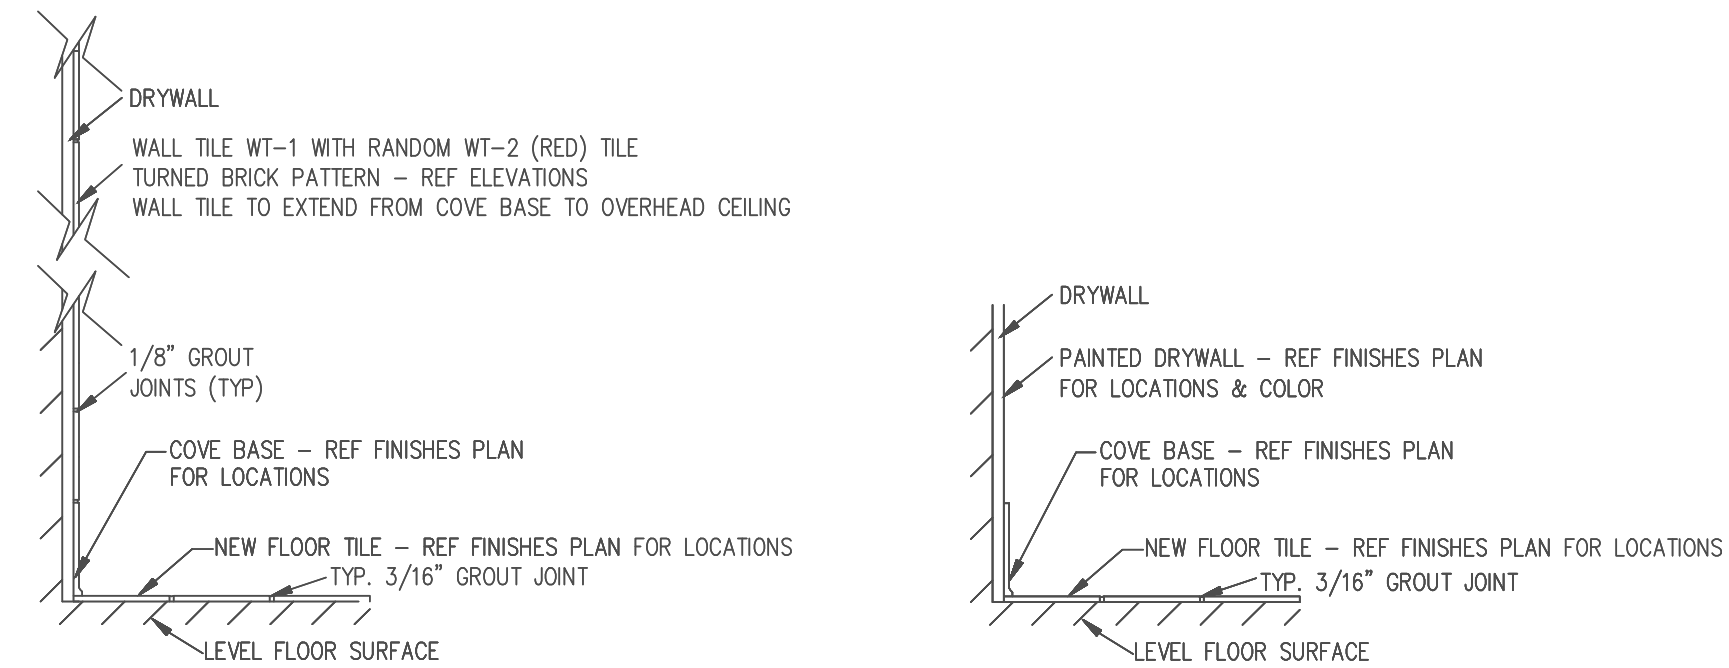 DRYWALL
WALL TILE WT-1 WITH RANDOM WT-2 (RED) TILE
TURNED BRICK PATTERN - REF ELEVATIONS
WALL TILE TO EXTEND FROM COVE BASE TO OVERHEAD CEILING
1/8" GROUT
JOINTS (TYP)
COVE BASE - REF FINISHES PLAN
FOR LOCATIONS
NEW FLOOR TILE - REF FINISHES PLAN FOR LOCATIONS
TYP. 3/16" GROUT JOINT
LEVEL FLOOR SURFACE
DRYWALL
PAINTED DRYWALL - REF FINISHES PLAN
FOR LOCATIONS & COLOR
COVE BASE - REF FINISHES PLAN
FOR LOCATIONS
NEW FLOOR TILE - REF FINISHES PLAN FOR LOCATIONS
TYP. 3/16" GROUT JOINT
LEVEL FLOOR SURFACE